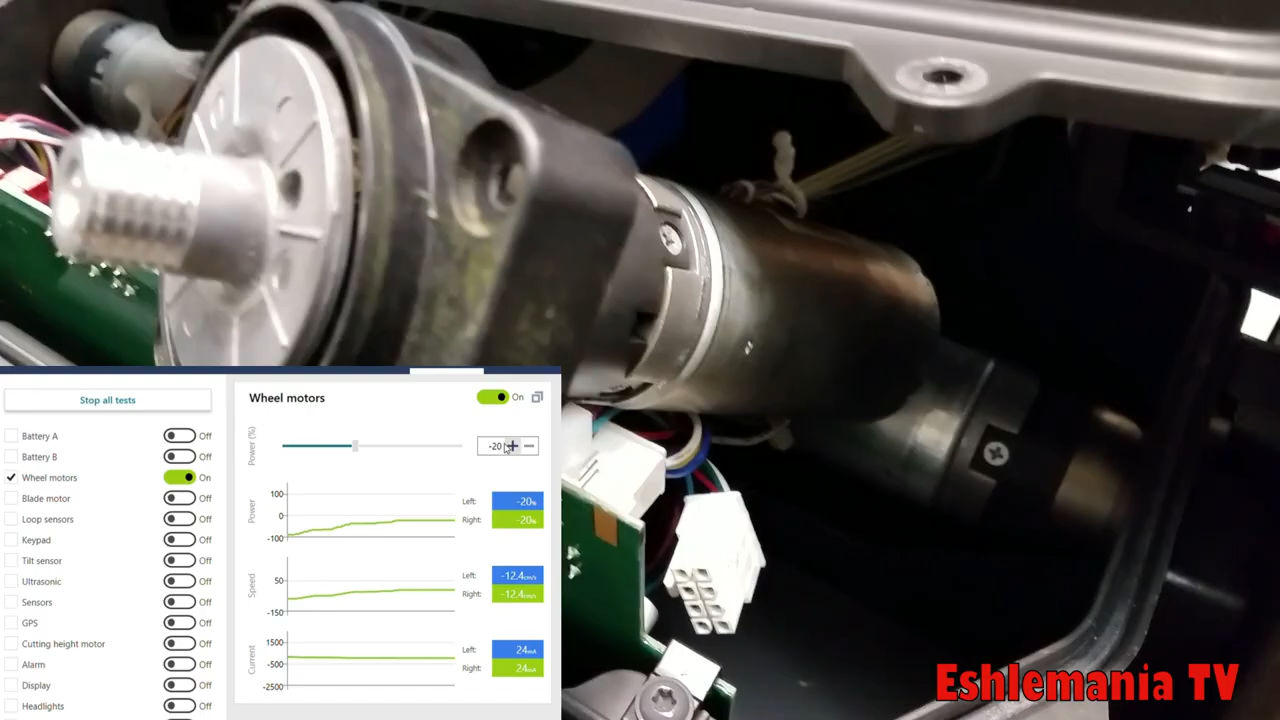 Stop all tests
Battery A Off
Battery B Off
Wheel motors On
Blade motor Off
Loop sensors Off
Keypad Off
Tilt sensor Off
Ultrasonic Off
Sensors Off
GPS Off
Cutting height motor Off
Alarm Off
Display Off
Headlights Off
Wheel motors On
Power (%)
-20
Power
100
0
-100
Left: -20%
Right: -20%
Speed
50
-150
Left: -12.4cm/s
Right: -12.4cm/s
Current
1500
-500
-2500
Left: 24mA
Right: 24mA
Eshlemania TV